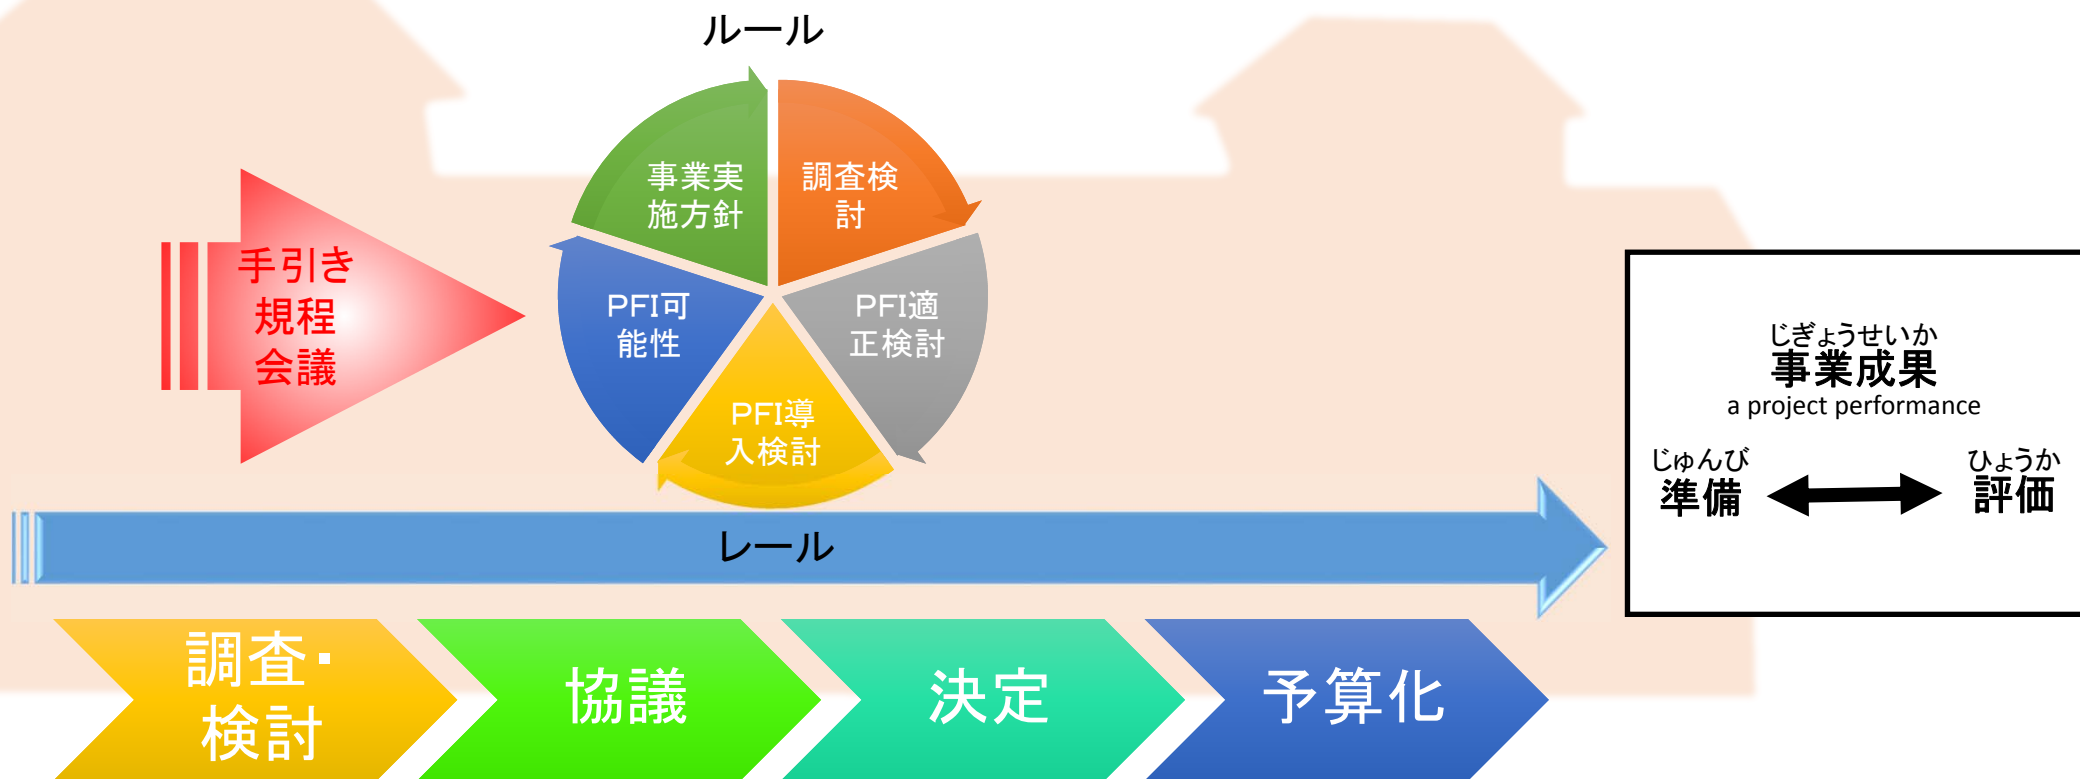 ルール
事業実
施方針
調査検
討
PFI可
能性
PFI適
正検討
PFI導
入検討
手引き
規程
会議
レール
調査・
検討
協議
決定
予算化
じぎょうせいか
事業成果
a project performance
じゅんび
準備
ひょうか
評価